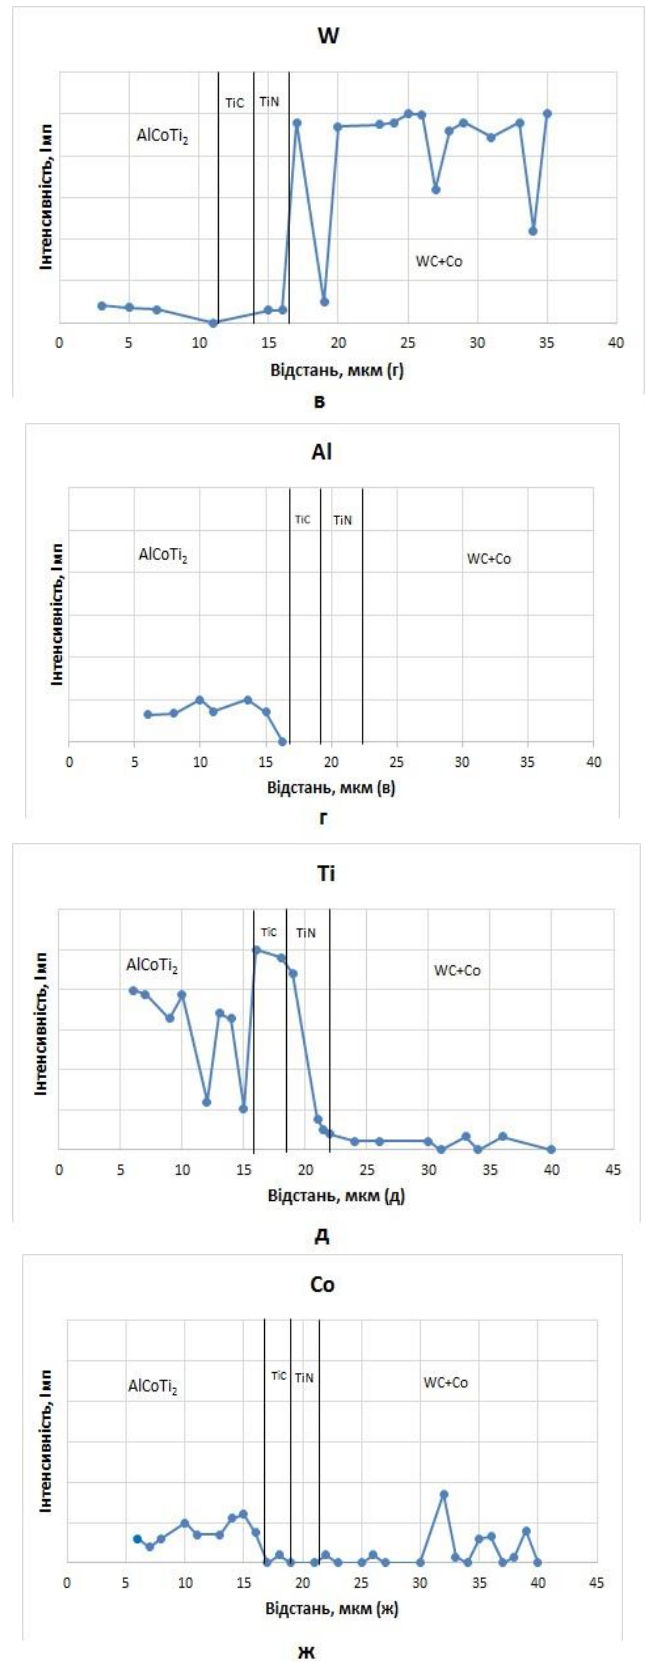 W
TiC TiN
AlCoTi₂
Інтенсивність, Імп
WC+Co
0 5 10 15 20 25 30 35 40
Відстань, мкм (г)
в
Al
TiC TiN
AlCoTi₂
WC+Co
Інтенсивність, Імп
0 5 10 15 20 25 30 35 40
Відстань, мкм (в)
г
Ti
TiC TiN
AlCoTi₂
WC+Co
Інтенсивність, Імп
0 5 10 15 20 25 30 35 40 45
Відстань, мкм (д)
д
Co
TiC TiN
AlCoTi₂
WC+Co
Інтенсивність, Імп
0 5 10 15 20 25 30 35 40 45
Відстань, мкм (ж)
ж